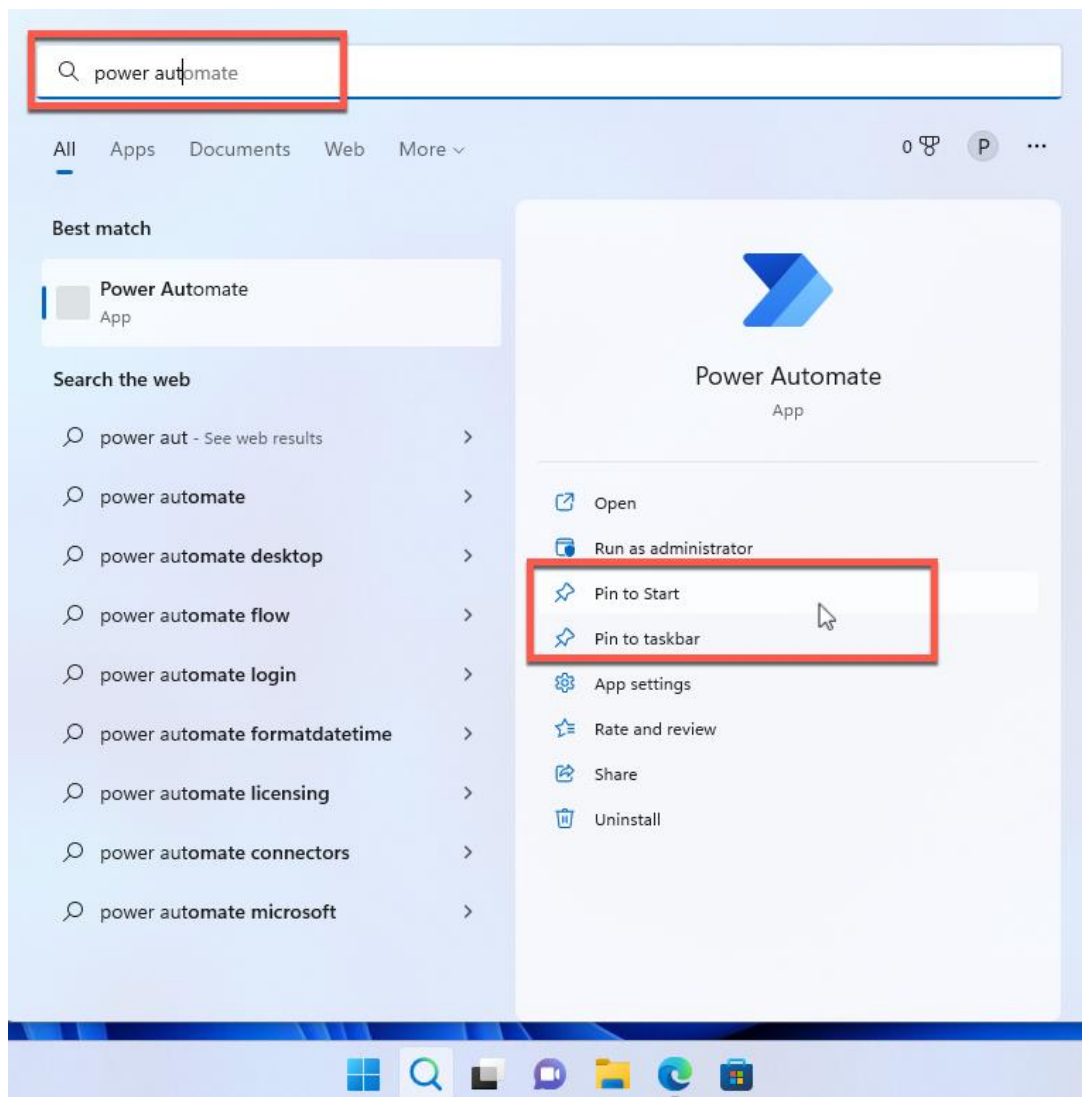 power automate
All Apps Documents Web More
0 P ...
Best match
Power Automate
App
Search the web
power aut - See web results
power automate
power automate desktop
power automate flow
power automate login
power automate formatdatetime
power automate licensing
power automate connectors
power automate microsoft
Power Automate
App
Open
Run as administrator
Pin to Start
Pin to taskbar
App settings
Rate and review
Share
Uninstall